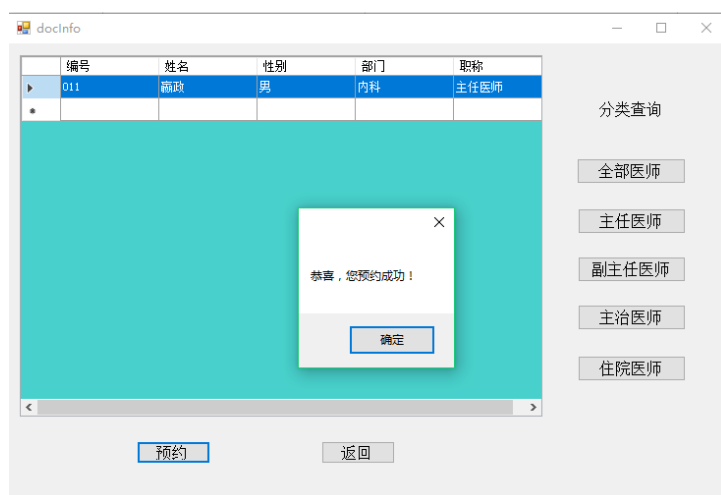 docInfo
编号 姓名 性别 部门 职称
011 嬴政 男 内科 主任医师
分类查询
全部医师
主任医师
副主任医师
主治医师
住院医师
恭喜，您预约成功！
确定
预约 返回